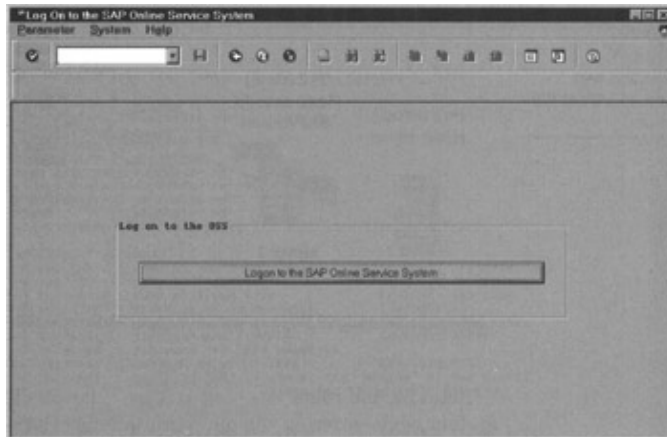 Log On to the SAP Online Service System
Parameter System Help
Log on to the OSS
Logon to the SAP Online Service System